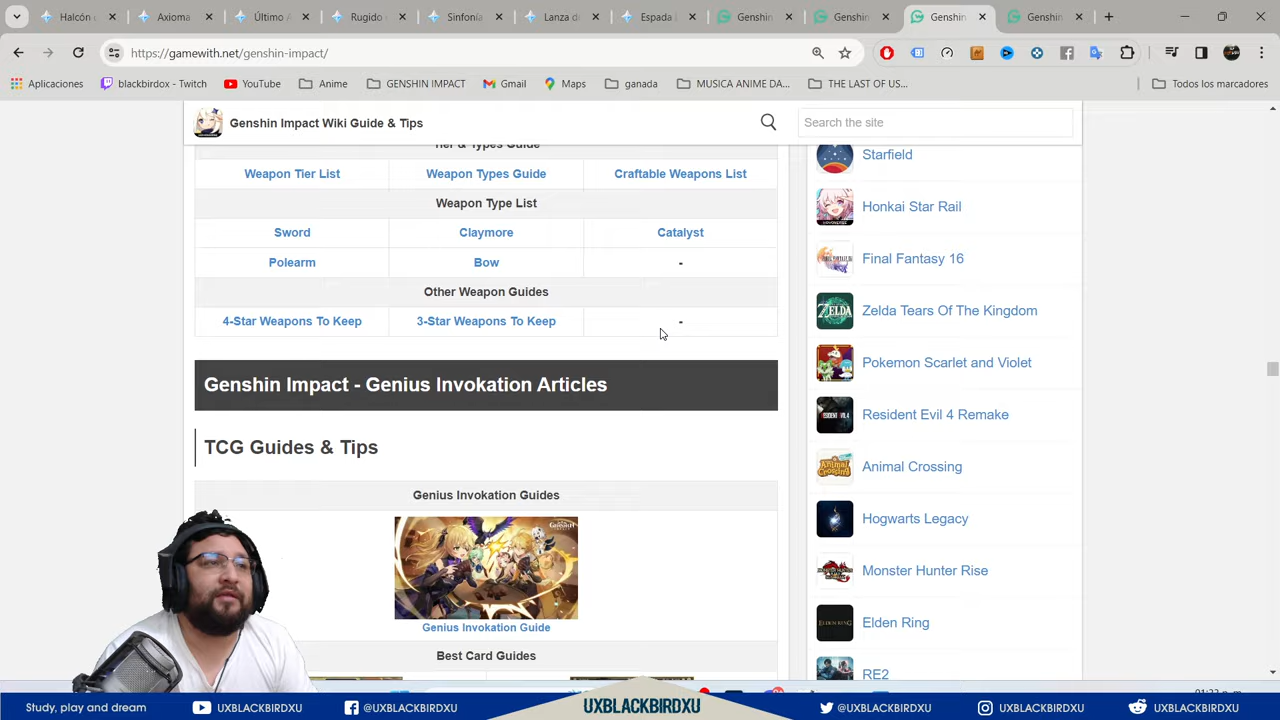 Halcón
Axioma
Último
Rugido
Sinfonía
Lanza d
Espada
Genshin
Genshin
Genshin
Genshin
https://gamewith.net/genshin-impact/
Aplicaciones
blackbirdox - Twitch
YouTube
Anime
GENSHIN IMPACT
Gmail
Maps
ganada
MUSICA ANIME DA...
THE LAST OF US...
Todos los marcadores
Genshin Impact Wiki Guide & Tips
Search the site
Tier & Types Guide
Weapon Tier List
Weapon Types Guide
Craftable Weapons List
Weapon Type List
Sword
Claymore
Catalyst
Polearm
Bow
-
Other Weapon Guides
4-Star Weapons To Keep
3-Star Weapons To Keep
-
Genshin Impact - Genius Invokation Articles
TCG Guides & Tips
Genius Invokation Guides
Genius Invokation Guide
Best Card Guides
Starfield
Honkai Star Rail
Final Fantasy 16
Zelda Tears Of The Kingdom
Pokemon Scarlet and Violet
Resident Evil 4 Remake
Animal Crossing
Hogwarts Legacy
Monster Hunter Rise
Elden Ring
RE2
Study, play and dream
UXBLACKBIRDXU
@UXBLACKBIRDXU
UXBLACKBIRDXU
@UXBLACKBIRDXU
UXBLACKBIRDXU
UXBLACKBIRDXU